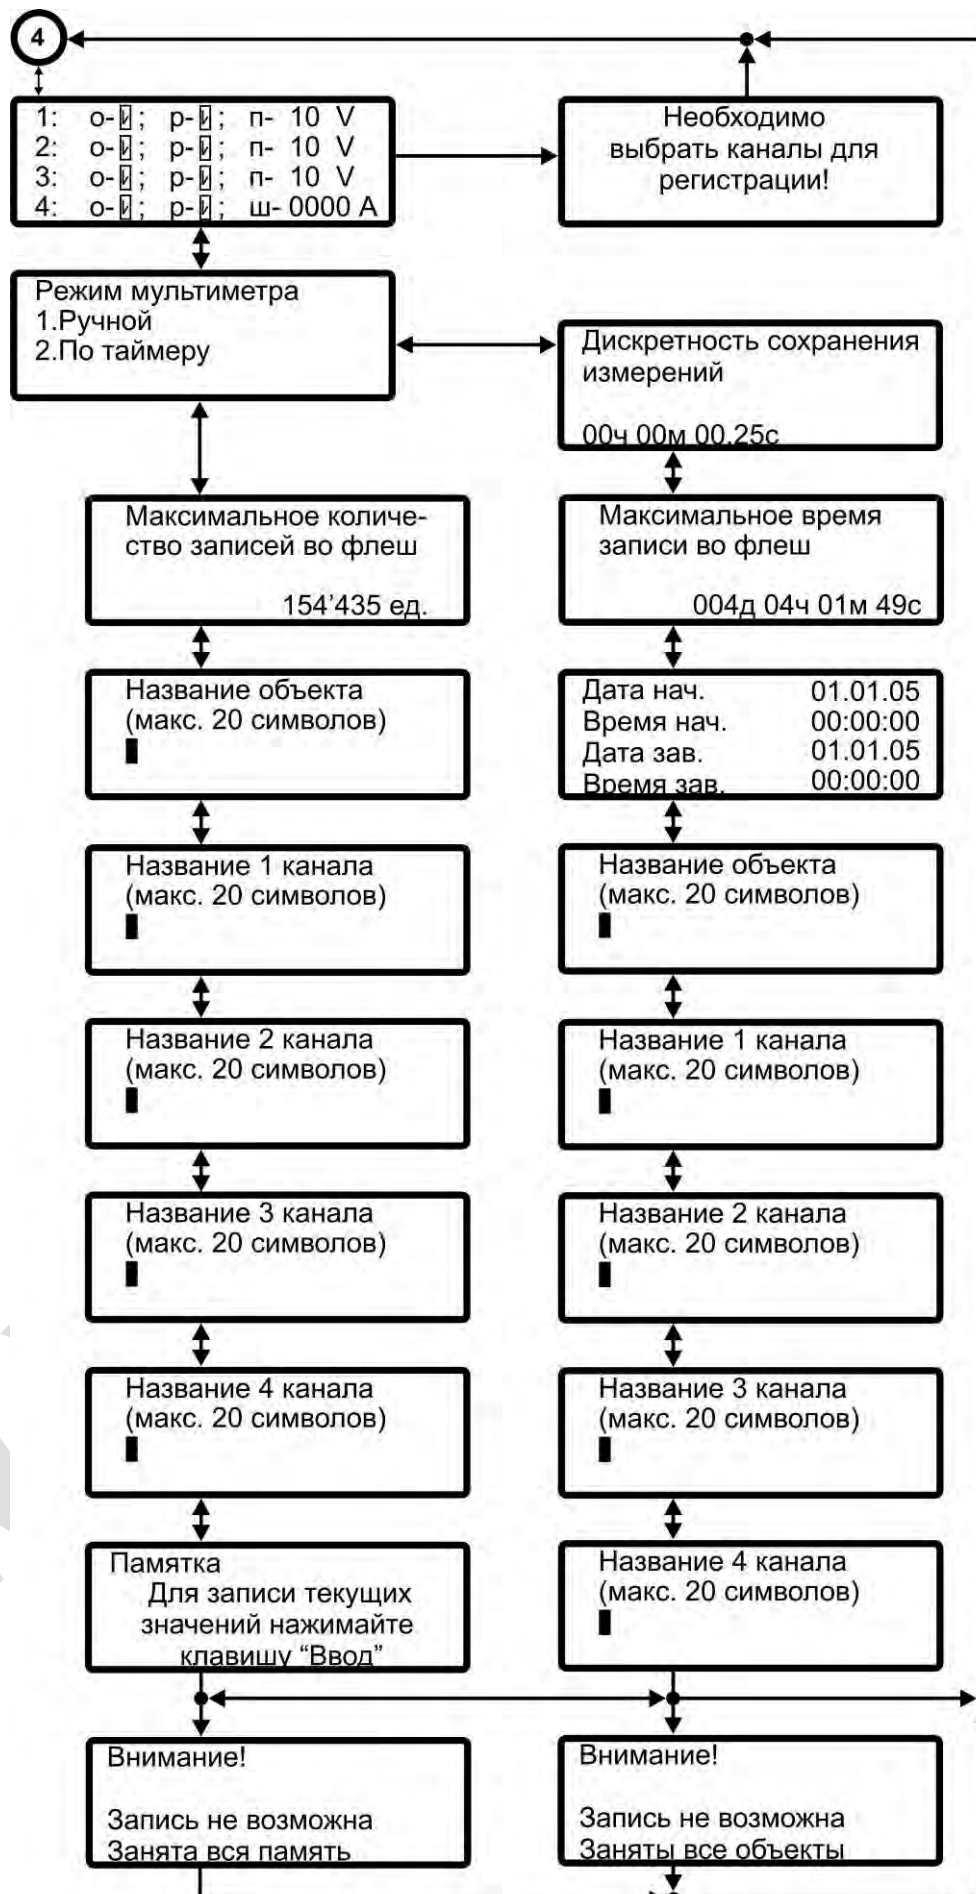 4
1: о-☑; р-☑; п- 10 V
2: о-☑; р-☑; п- 10 V
3: о-☑; р-☑; п- 10 V
4: о-☑; р-☑; ш- 0000 А
Необходимо
выбрать каналы для
регистрации!
Режим мультиметра
1.Ручной
2.По таймеру
Дискретность сохранения
измерений
00ч 00м 00.25с
Максимальное количе-
ство записей во флеш
154’435 ед.
Максимальное время
записи во флеш
004д 04ч 01м 49с
Название объекта
(макс. 20 символов)
Дата нач. 01.01.05
Время нач. 00:00:00
Дата зав. 01.01.05
Время зав. 00:00:00
Название 1 канала
(макс. 20 символов)
Название объекта
(макс. 20 символов)
Название 2 канала
(макс. 20 символов)
Название 1 канала
(макс. 20 символов)
Название 3 канала
(макс. 20 символов)
Название 2 канала
(макс. 20 символов)
Название 4 канала
(макс. 20 символов)
Название 3 канала
(макс. 20 символов)
Памятка
Для записи текущих
значений нажимайте
клавишу “Ввод”
Название 4 канала
(макс. 20 символов)
Внимание!
Запись не возможна
Занята вся память
Внимание!
Запись не возможна
Заняты все объекты